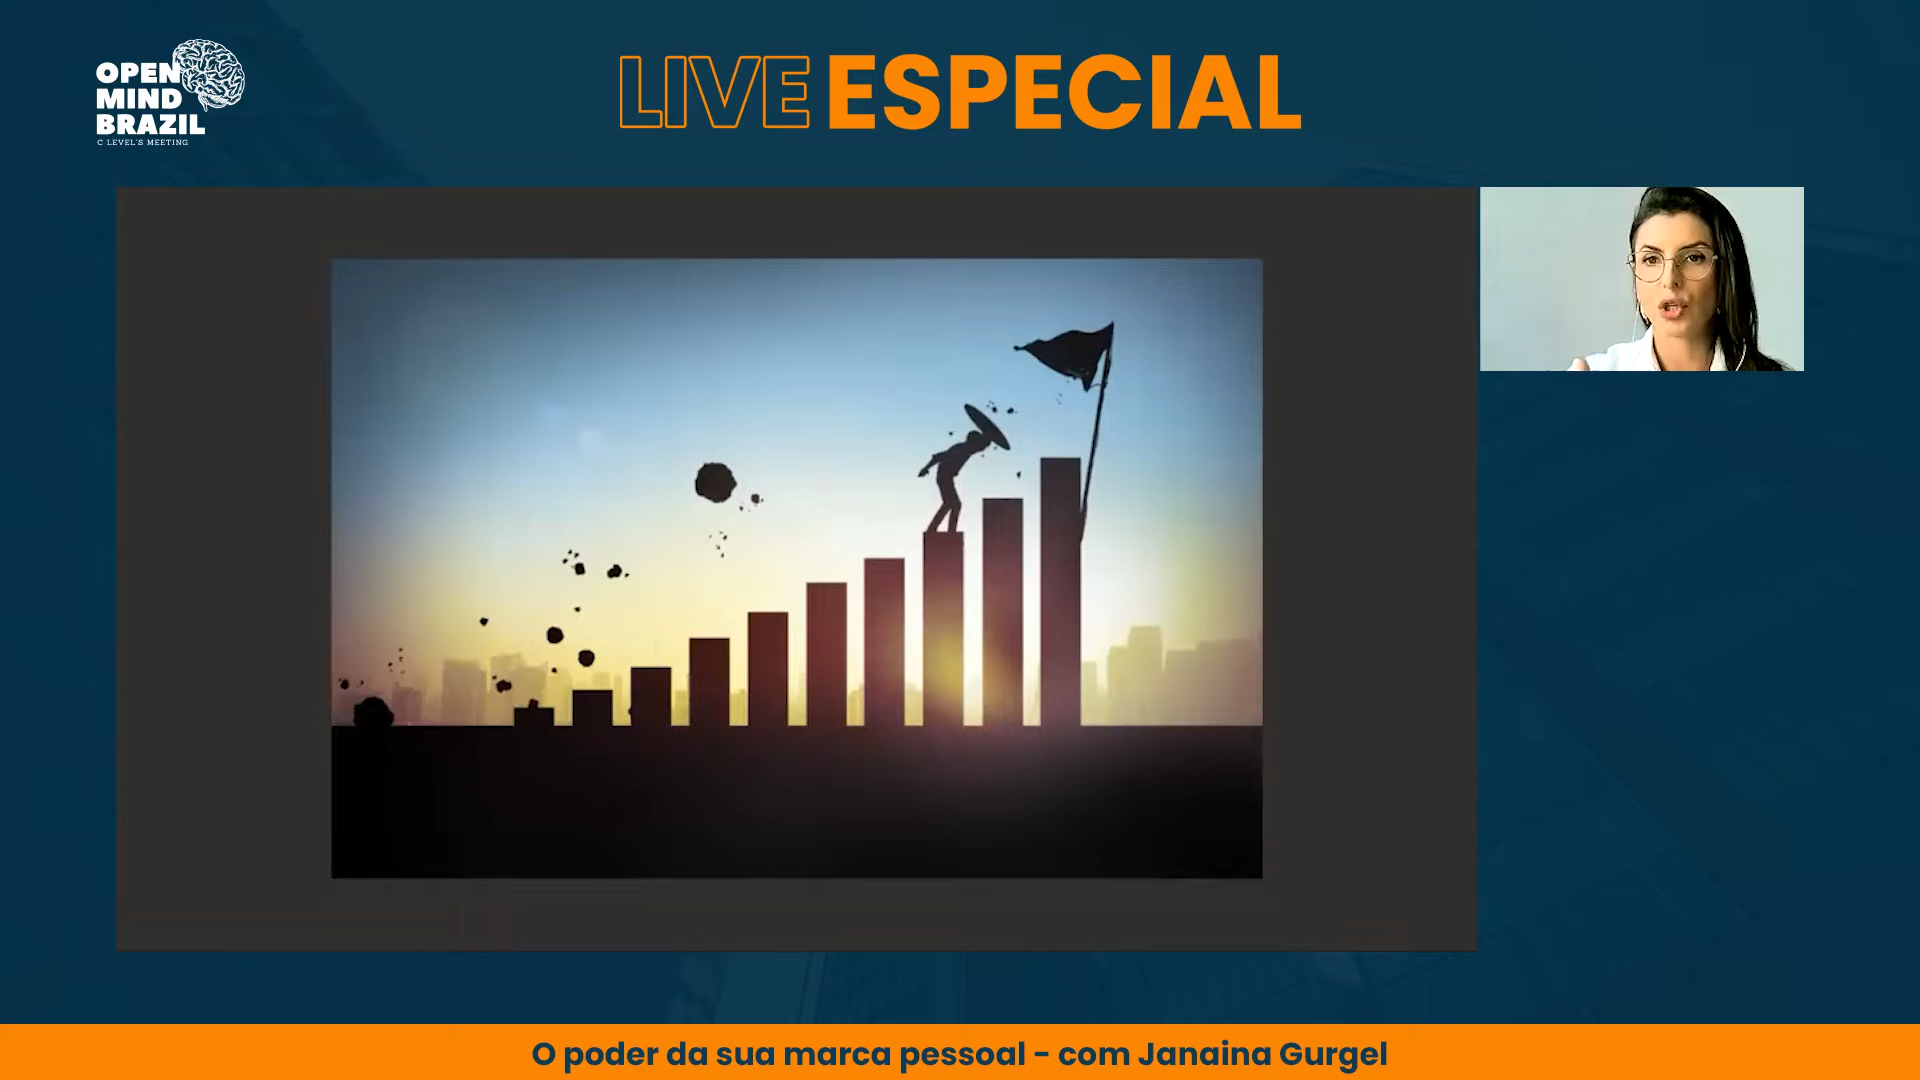 OPEN
MIND
BRAZIL
C LEVEL'S MEETING
LIVE ESPECIAL
O poder da sua marca pessoal - com Janaina Gurgel